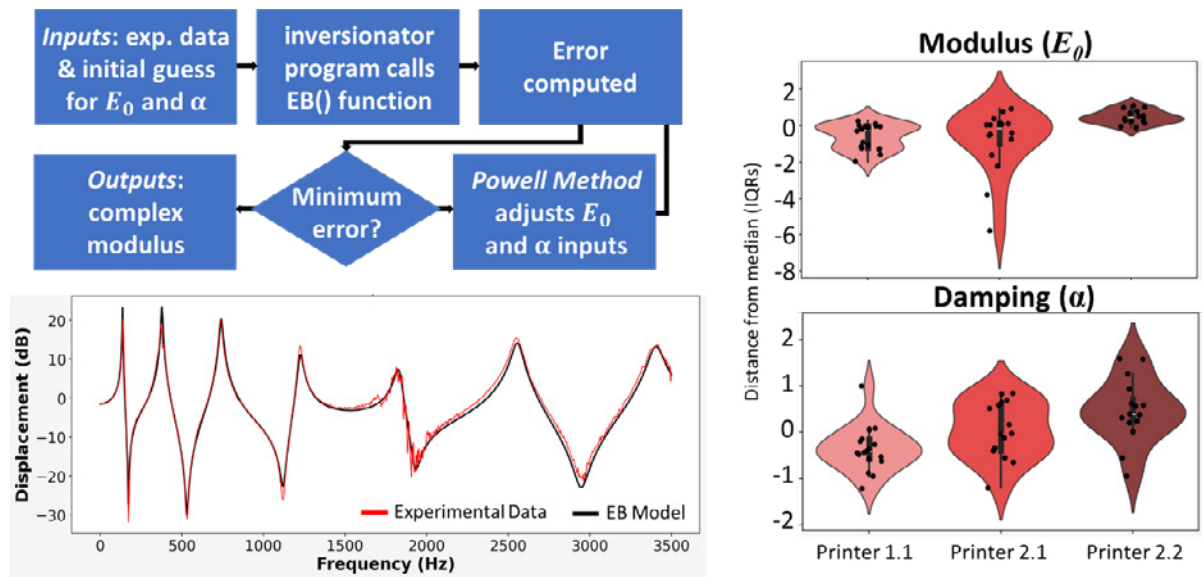 Inputs: exp. data
& initial guess
for E₀ and α
inversionator
program calls
EB() function
Error
computed
Outputs:
complex
modulus
Minimum
error?
Powell Method
adjusts E₀
and α inputs
Displacement (dB)
20
10
0
−10
−20
−30
Experimental Data
EB Model
0
500
1000
1500
2000
2500
3000
3500
Frequency (Hz)
Modulus (E₀)
Distance from median (IQRs)
2
0
-2
-4
-6
-8
Damping (α)
2
1
0
-1
-2
Printer 1.1
Printer 2.1
Printer 2.2